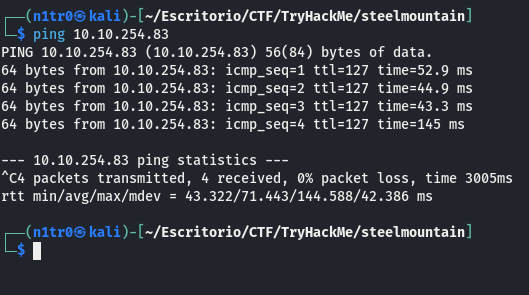 ┌──(n1tr0㉿kali)-[~/Escritorio/CTF/TryHackMe/steelmountain]
└─$ ping 10.10.254.83
PING 10.10.254.83 (10.10.254.83) 56(84) bytes of data.
64 bytes from 10.10.254.83: icmp_seq=1 ttl=127 time=52.9 ms
64 bytes from 10.10.254.83: icmp_seq=2 ttl=127 time=44.9 ms
64 bytes from 10.10.254.83: icmp_seq=3 ttl=127 time=43.3 ms
64 bytes from 10.10.254.83: icmp_seq=4 ttl=127 time=145 ms
--- 10.10.254.83 ping statistics ---
^C4 packets transmitted, 4 received, 0% packet loss, time 3005ms
rtt min/avg/max/mdev = 43.322/71.443/144.588/42.386 ms
┌──(n1tr0㉿kali)-[~/Escritorio/CTF/TryHackMe/steelmountain]
└─$